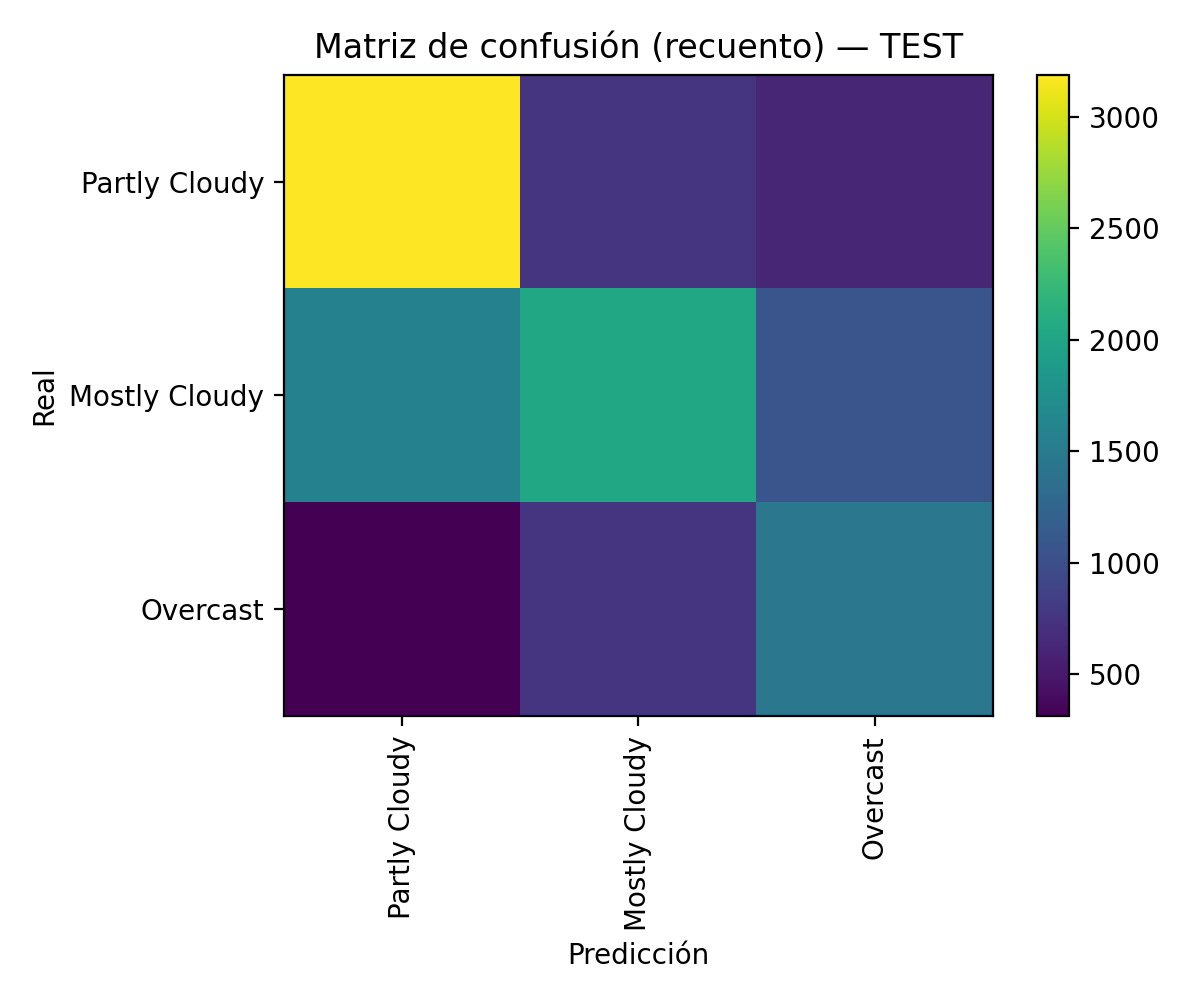 Matriz de confusión (recuento) — TEST
Real
Partly Cloudy
Mostly Cloudy
Overcast
Partly Cloudy
Mostly Cloudy
Overcast
Predicción
3000
2500
2000
1500
1000
500